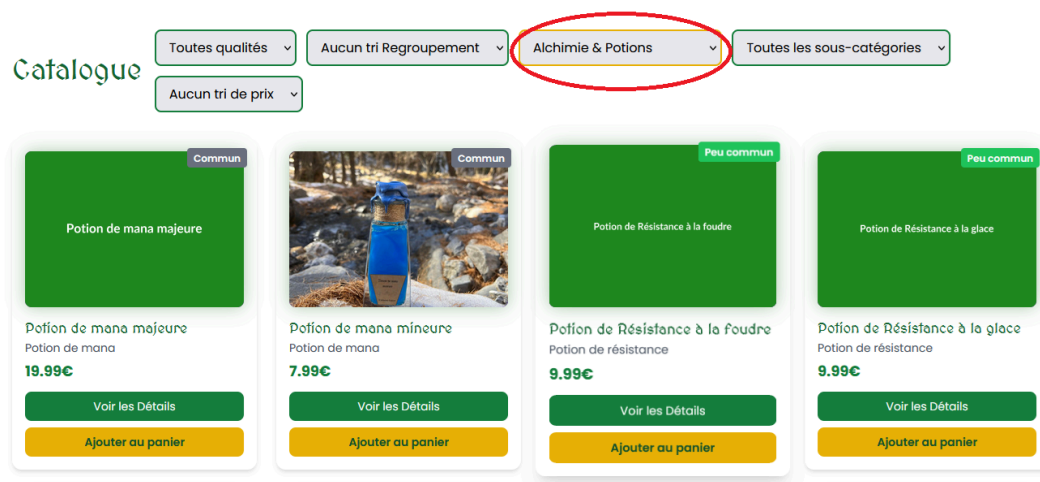 Catalogue
Toutes qualités
Aucun tri Regroupement
Alchimie & Potions
Toutes les sous-catégories
Aucun tri de prix
Commun
Potion de mana majeure
Potion de mana majeure
Potion de mana
19.99€
Voir les Détails
Ajouter au panier
Commun
Potion de mana mineure
Potion de mana
7.99€
Voir les Détails
Ajouter au panier
Peu commun
Potion de Résistance à la foudre
Potion de Résistance à la foudre
Potion de résistance
9.99€
Voir les Détails
Ajouter au panier
Peu commun
Potion de Résistance à la glace
Potion de Résistance à la glace
Potion de résistance
9.99€
Voir les Détails
Ajouter au panier